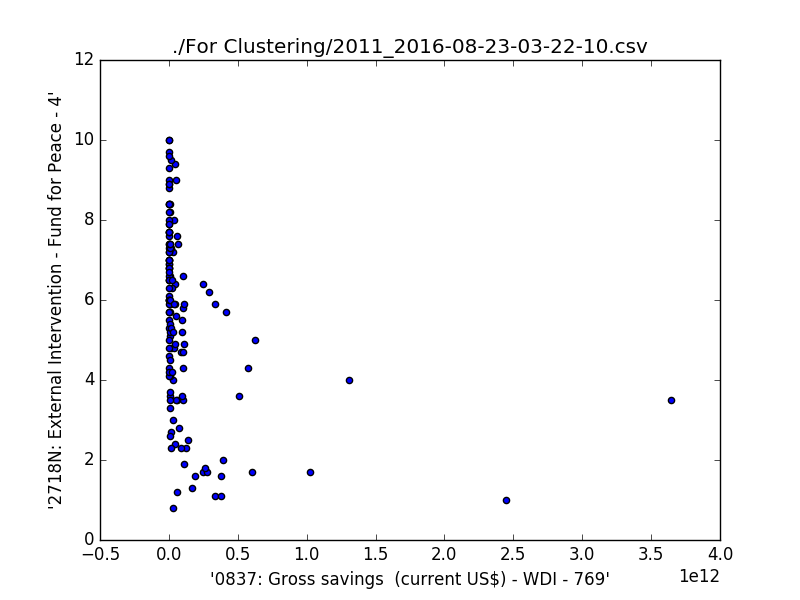 ./For Clustering/2011_2016-08-23-03-22-10.csv
12
10
8
6
4
2
0
'2718N: External Intervention - Fund for Peace - 4'
−0.5 0.0 0.5 1.0 1.5 2.0 2.5 3.0 3.5 4.0
1e12
'0837: Gross savings  (current US$) - WDI - 769'